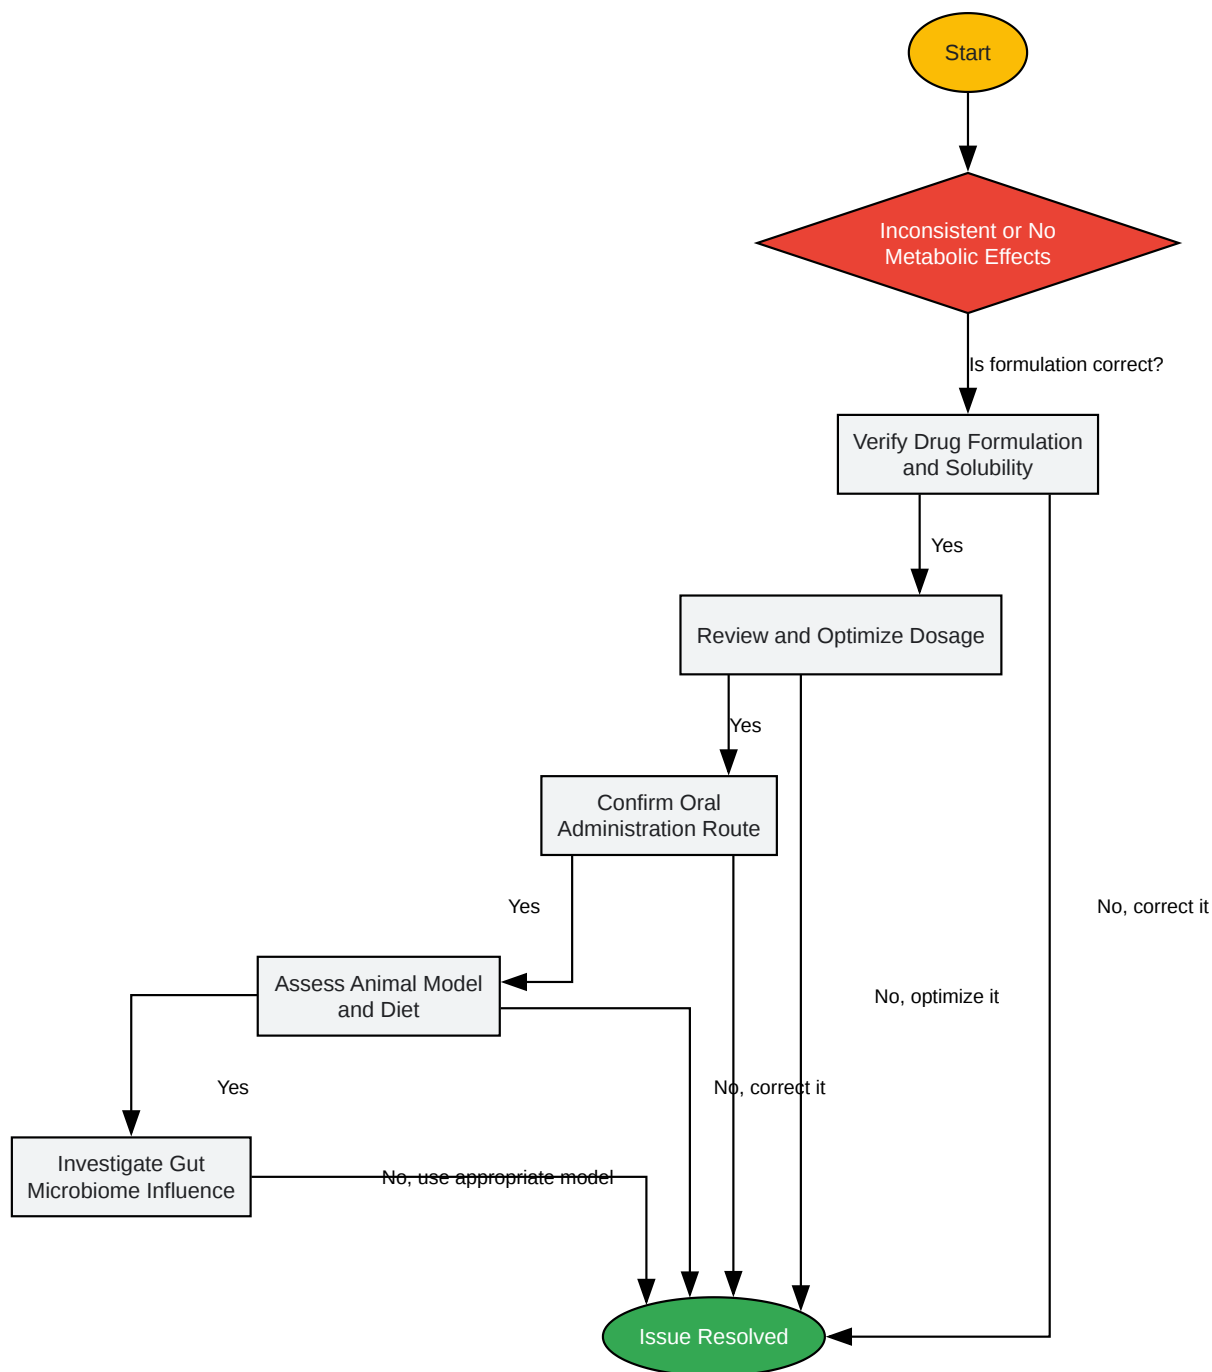 Start
Inconsistent or No
Metabolic Effects
Is formulation correct?
Verify Drug Formulation
and Solubility
Yes
Review and Optimize Dosage
Yes
Confirm Oral
Administration Route
Yes
No, correct it
Assess Animal Model
and Diet
No, optimize it
Yes
No, correct it
Investigate Gut
Microbiome Influence
No, use appropriate model
Issue Resolved